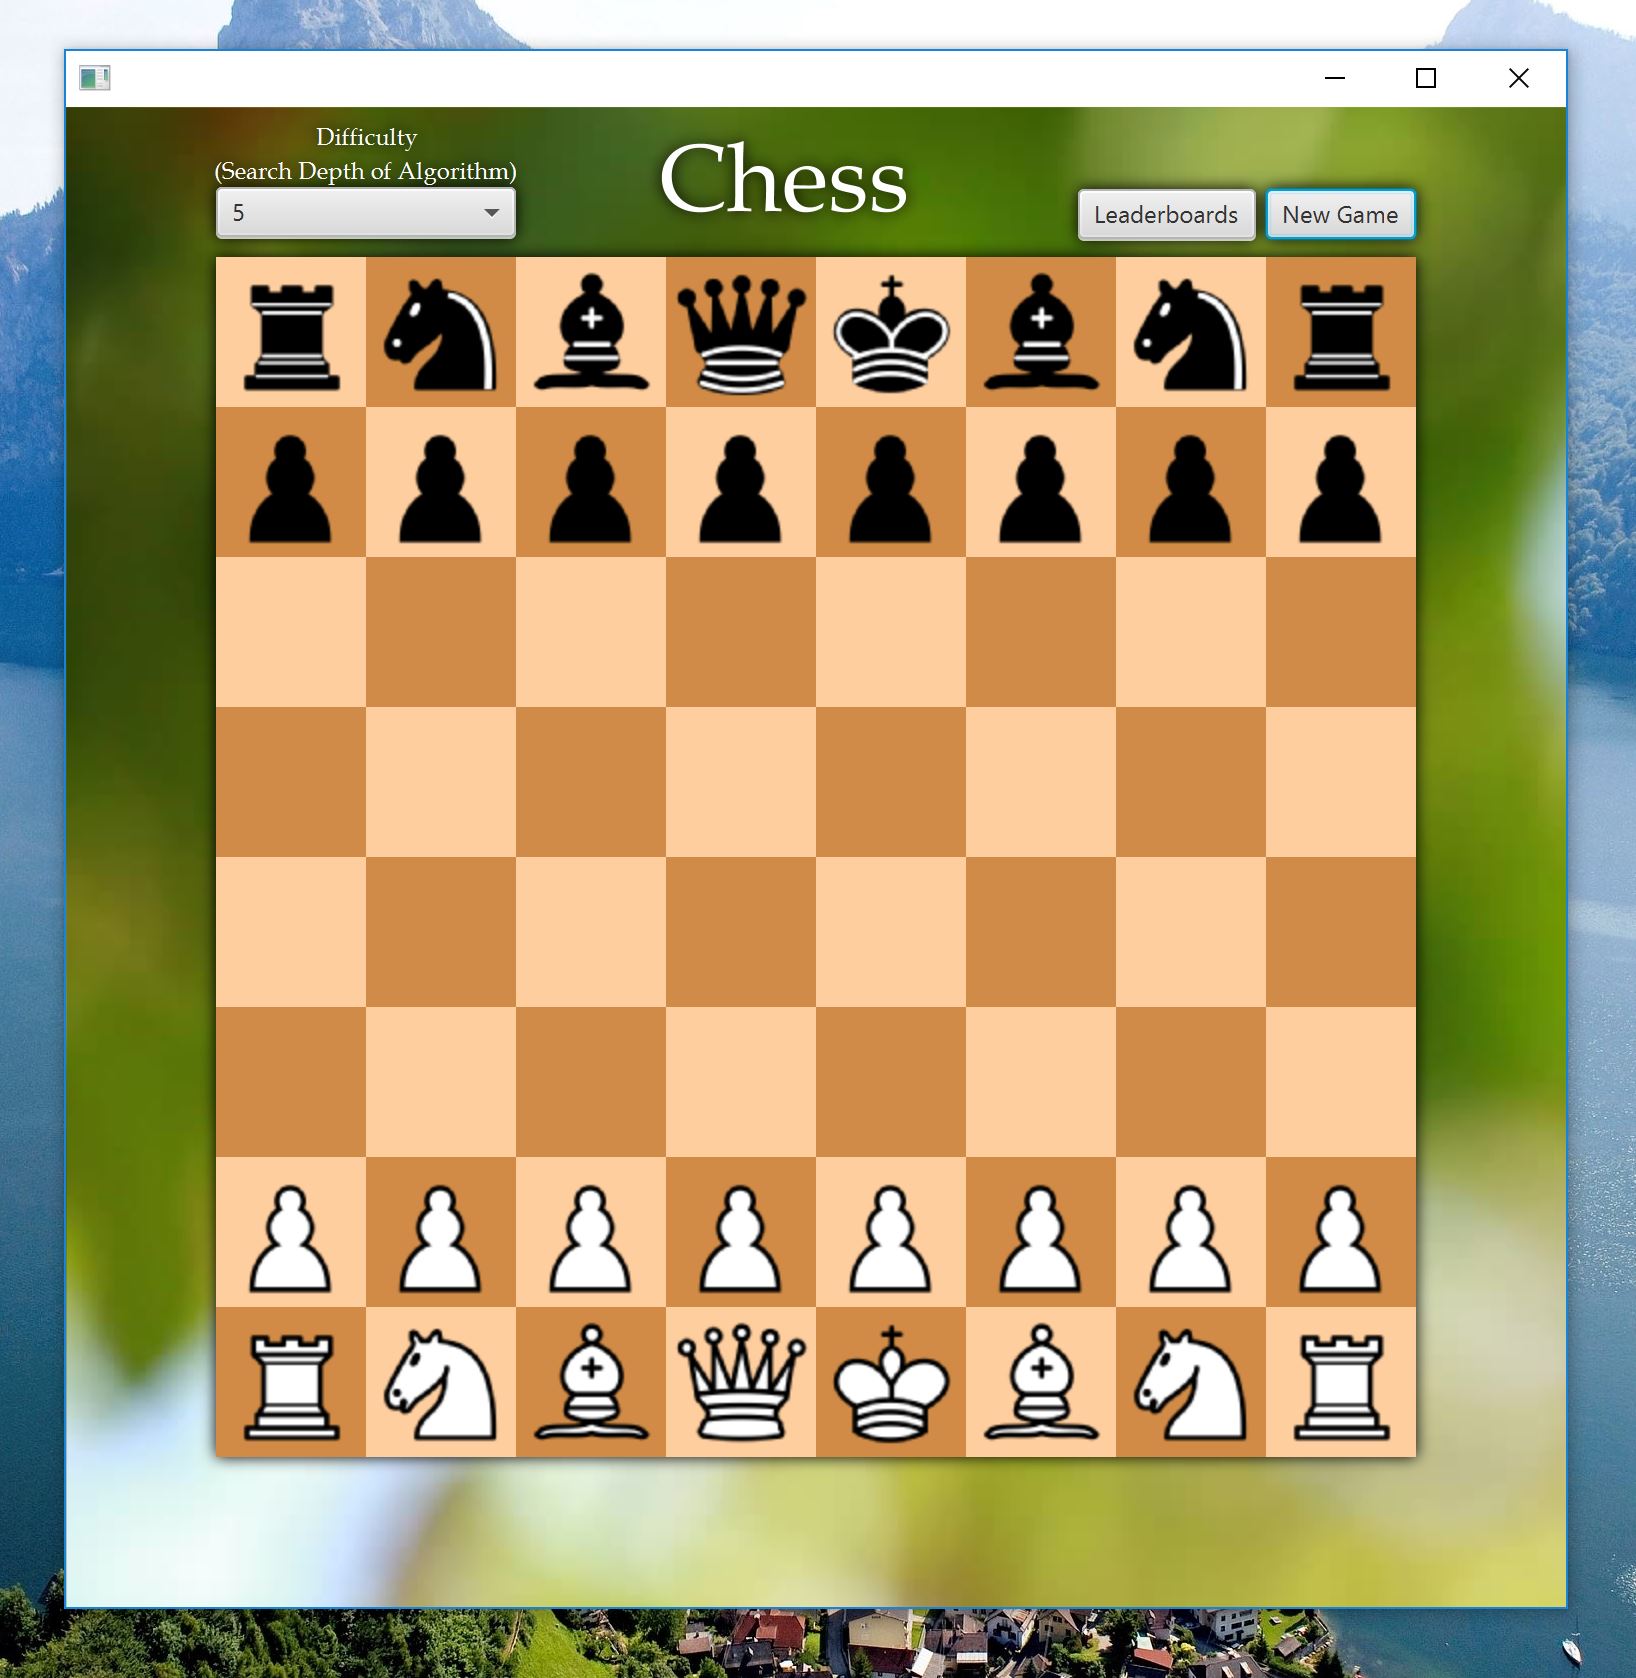 Difficulty
(Search Depth of Algorithm)
5
Chess
Leaderboards
New Game